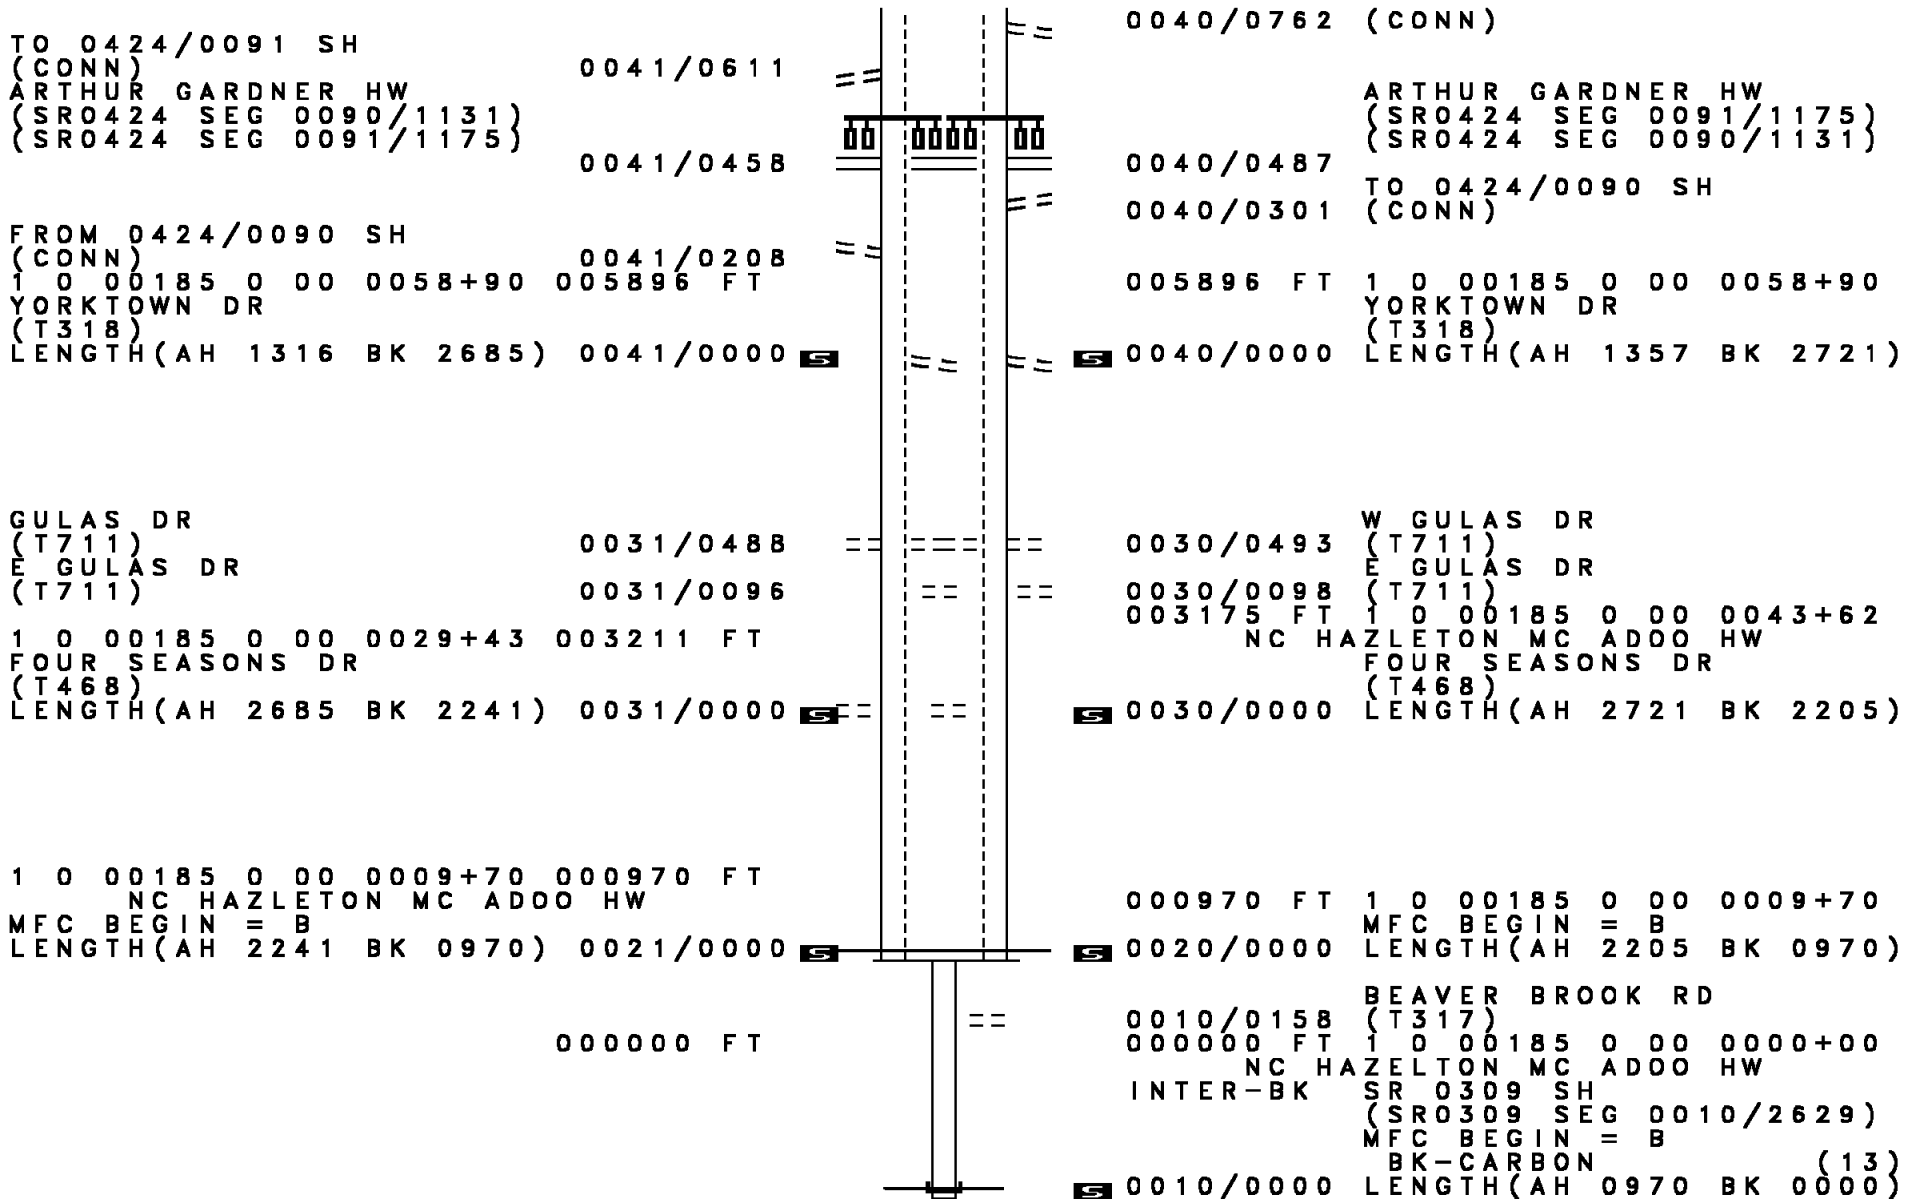 0040/0762 (CONN)
TO 0424/0091 SH
(CONN) 0041/0611
ARTHUR GARDNER HW ARTHUR GARDNER HW
(SR0424 SEG 0090/1131) (SR0424 SEG 0091/1175)
(SR0424 SEG 0091/1175) (SR0424 SEG 0090/1131)
0041/0458 0040/0487
TO 0424/0090 SH
0040/0301 (CONN)
FROM 0424/0090 SH
(CONN) 0041/0208
1 0 00185 0 00 0058+90 005896 FT 005896 FT 1 0 00185 0 00 0058+90
YORKTOWN DR YORKTOWN DR
(T318) (T318)
LENGTH(AH 1316 BK 2685) 0041/0000 S S 0040/0000 LENGTH(AH 1357 BK 2721)
GULAS DR W GULAS DR
(T711) 0031/0488 0030/0493 (T711)
E GULAS DR E GULAS DR
(T711) 0031/0096 0030/0098 (T711)
003175 FT 1 0 00185 0 00 0043+62
1 0 00185 0 00 0029+43 003211 FT NC HAZLETON MC ADOO HW
FOUR SEASONS DR FOUR SEASONS DR
(T468) (T468)
LENGTH(AH 2685 BK 2241) 0031/0000 S S 0030/0000 LENGTH(AH 2721 BK 2205)
1 0 00185 0 00 0009+70 000970 FT
NC HAZLETON MC ADOO HW 000970 FT 1 0 00185 0 00 0009+70
MFC BEGIN = B MFC BEGIN = B
LENGTH(AH 2241 BK 0970) 0021/0000 S S 0020/0000 LENGTH(AH 2205 BK 0970)
BEAVER BROOK RD
0010/0158 (T317)
000000 FT 000000 FT 1 0 00185 0 00 0000+00
NC HAZELTON MC ADOO HW
INTER-BK SR 0309 SH
(SR0309 SEG 0010/2629)
MFC BEGIN = B
BK-CARBON (13)
S 0010/0000 LENGTH(AH 0970 BK 0000)